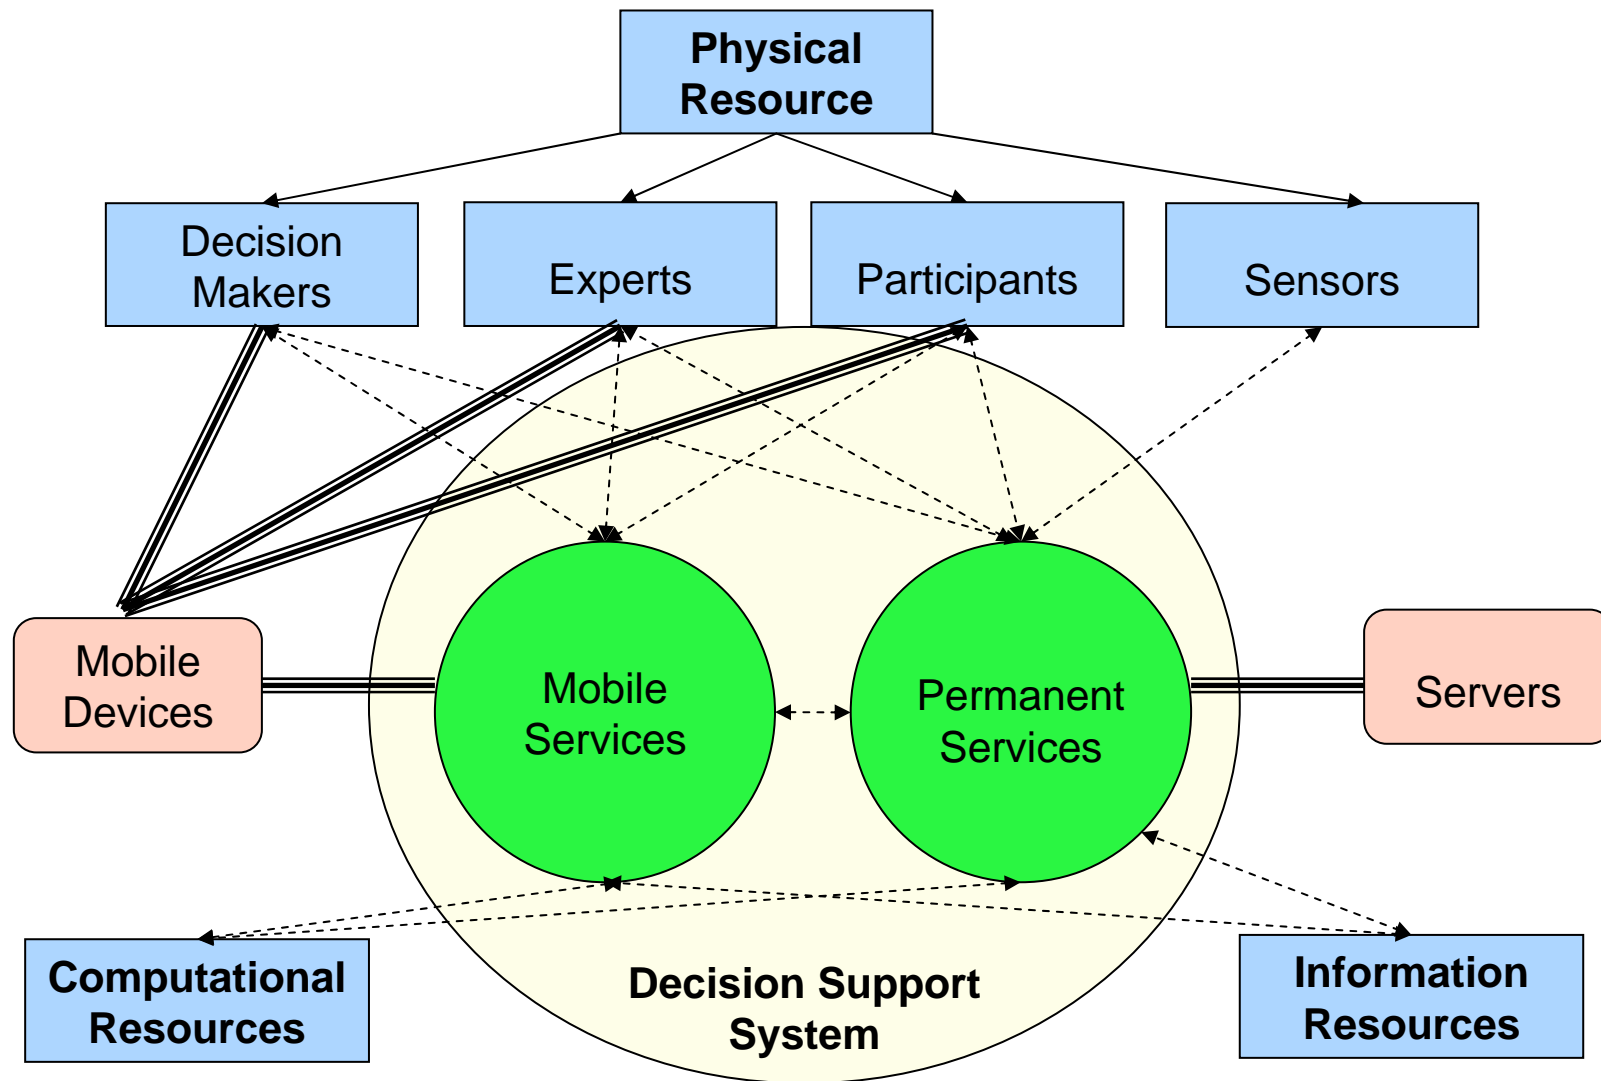 Physical
Resource
Decision
Makers
Experts
Participants
Sensors
Mobile
Devices
Mobile
Services
Permanent
Services
Servers
Computational
Resources
Decision Support
System
Information
Resources